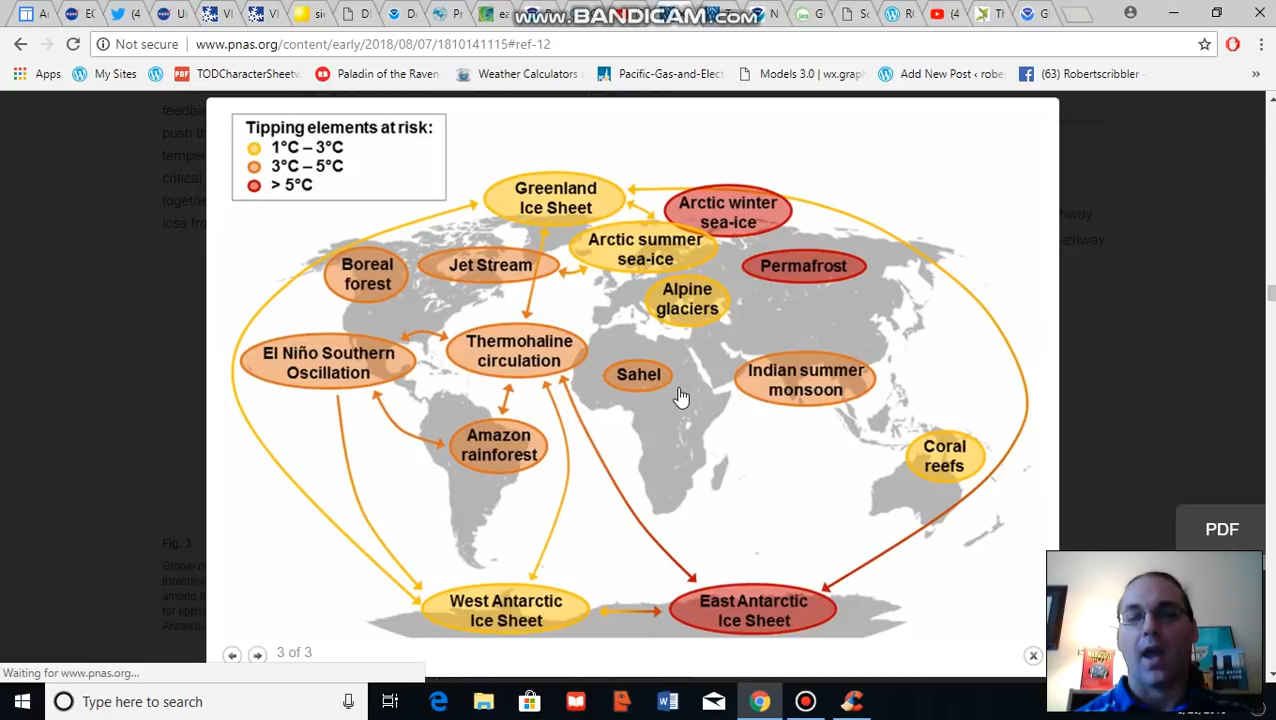 www.BANDICAM.com
Not secure
www.pnas.org/content/early/2018/08/07/1810141115#ref-12
Apps
My Sites
TODCharacterSheetv
Paladin of the Raven
Weather Calculators
Pacific-Gas-and-Elect
Models 3.0 | wx.grap
Add New Post ‹ robe
(63) Robertscribbler
»
Tipping elements at risk:
1°C – 3°C
3°C – 5°C
> 5°C
Greenland
Ice Sheet
Arctic winter
sea-ice
Arctic summer
sea-ice
Boreal
forest
Jet Stream
Permafrost
Alpine
glaciers
El Niño Southern
Oscillation
Thermohaline
circulation
Sahel
Indian summer
monsoon
Amazon
rainforest
Coral
reefs
West Antarctic
Ice Sheet
East Antarctic
Ice Sheet
PDF
Fig. 3
3 of 3
Waiting for www.pnas.org...
Type here to search